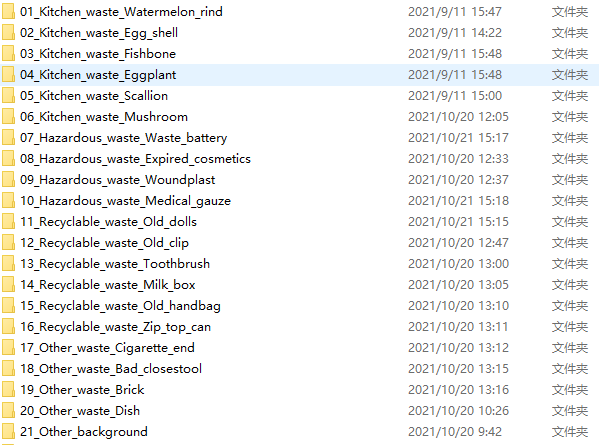 01_Kitchen_waste_Watermelon_rind 2021/9/11 15:47 文件夹
02_Kitchen_waste_Egg_shell 2021/9/11 14:22 文件夹
03_Kitchen_waste_Fishbone 2021/9/11 15:48 文件夹
04_Kitchen_waste_Eggplant 2021/9/11 15:48 文件夹
05_Kitchen_waste_Scallion 2021/9/11 15:00 文件夹
06_Kitchen_waste_Mushroom 2021/10/20 12:05 文件夹
07_Hazardous_waste_Waste_battery 2021/10/21 15:17 文件夹
08_Hazardous_waste_Expired_cosmetics 2021/10/20 12:33 文件夹
09_Hazardous_waste_Woundplast 2021/10/20 12:37 文件夹
10_Hazardous_waste_Medical_gauze 2021/10/21 15:18 文件夹
11_Recyclable_waste_Old_dolls 2021/10/21 15:15 文件夹
12_Recyclable_waste_Old_clip 2021/10/20 12:47 文件夹
13_Recyclable_waste_Toothbrush 2021/10/20 13:00 文件夹
14_Recyclable_waste_Milk_box 2021/10/20 13:05 文件夹
15_Recyclable_waste_Old_handbag 2021/10/20 13:10 文件夹
16_Recyclable_waste_Zip_top_can 2021/10/20 13:11 文件夹
17_Other_waste_Cigarette_end 2021/10/20 13:12 文件夹
18_Other_waste_Bad_closestool 2021/10/20 13:15 文件夹
19_Other_waste_Brick 2021/10/20 13:16 文件夹
20_Other_waste_Dish 2021/10/20 10:26 文件夹
21_Other_background 2021/10/20 9:42 文件夹